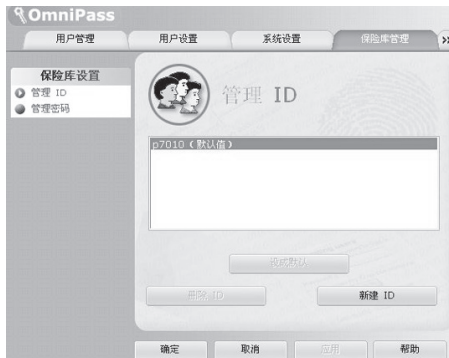 OmniPass
用户管理 用户设置 系统设置 保险库管理
保险库设置
管理 ID
管理密码
管理 ID
p7010（默认值）
设成默认
删除 ID 新建 ID
确定 取消 应用 帮助